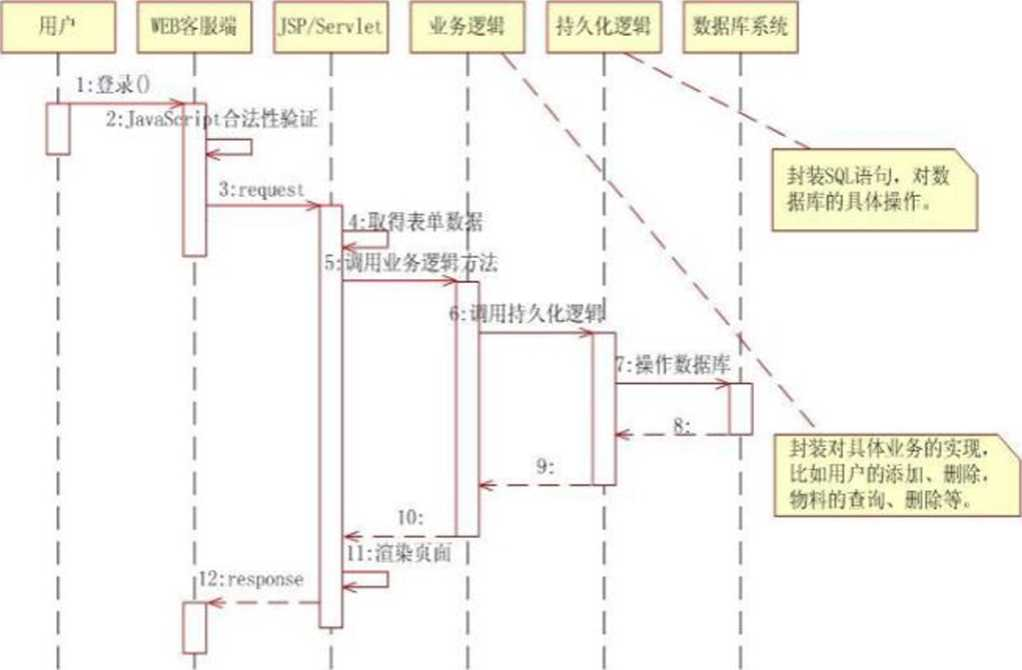 用户
WEB客服端
JSP/Servlet
业务逻辑
持久化逻辑
数据库系统
1:登录()
2:JavaScript合法性验证
封装SQL语句，对数
据库的具体操作。
3:request
4:取得表单数据
5:调用业务逻辑方法
6:调用持久化逻辑
7:操作数据库
8:
封装对具体业务的实现，
比如用户的添加、删除，
物料的查询、删除等。
9:
10:
11:渲染页面
12:response